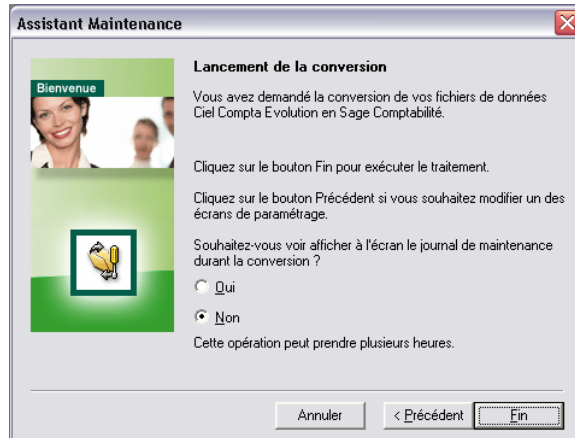 Assistant Maintenance
Bienvenue
Lancement de la conversion
Vous avez demandé la conversion de vos fichiers de données
Ciel Compta Evolution en Sage Comptabilité.
Cliquez sur le bouton Fin pour exécuter le traitement.
Cliquez sur le bouton Précédent si vous souhaitez modifier un des
écrans de paramétrage.
Souhaitez-vous voir afficher à l'écran le journal de maintenance
durant la conversion ?
Oui
Non
Cette opération peut prendre plusieurs heures.
Annuler
< Précédent
Fin